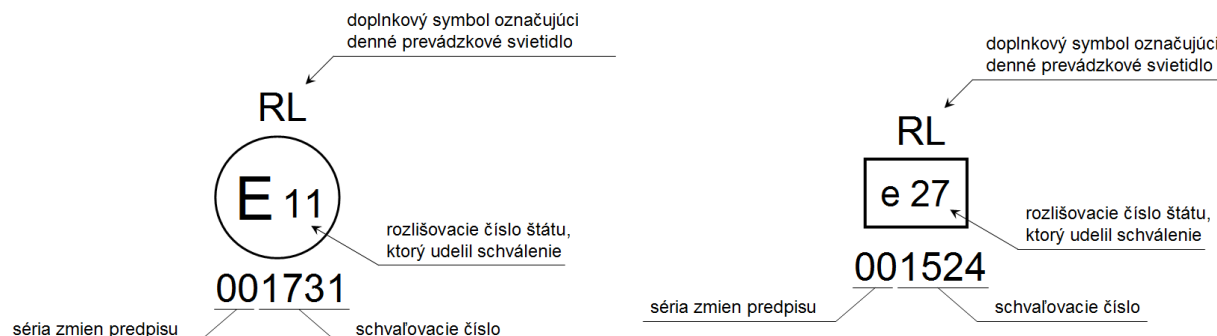 doplnkový symbol označujúci
denné prevádzkové svietidlo
RL
E 11
rozlišovacie číslo štátu,
ktorý udelil schválenie
001731
séria zmien predpisu
schvaľovacie číslo
doplnkový symbol označujúci
denné prevádzkové svietidlo
RL
e 27
rozlišovacie číslo štátu,
ktorý udelil schválenie
001524
séria zmien predpisu
schvaľovacie číslo